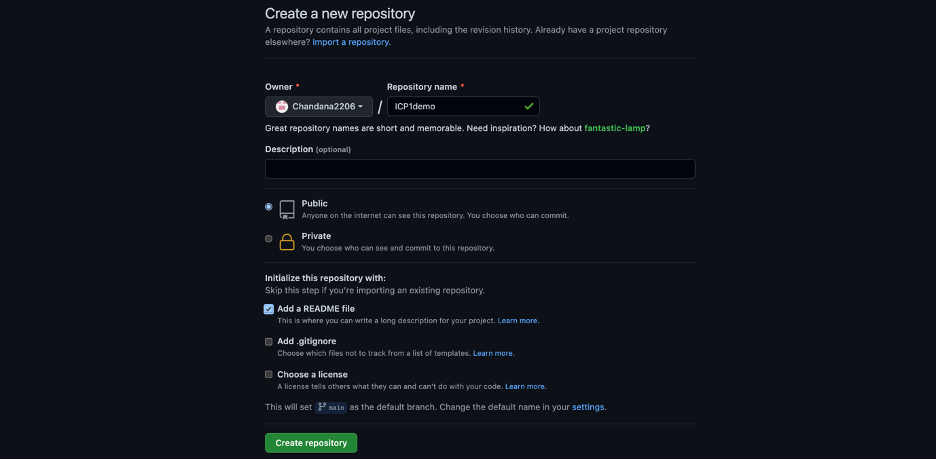 Create a new repository
A repository contains all project files, including the revision history. Already have a project repository
elsewhere? Import a repository.
Owner * Repository name *
Chandana2206 / ICP1demo
Great repository names are short and memorable. Need inspiration? How about fantastic-lamp?
Description (optional)
Public
Anyone on the internet can see this repository. You choose who can commit.
Private
You choose who can see and commit to this repository.
Initialize this repository with:
Skip this step if you're importing an existing repository.
Add a README file
This is where you can write a long description for your project. Learn more.
Add .gitignore
Choose which files not to track from a list of templates. Learn more.
Choose a license
A license tells others what they can and can't do with your code. Learn more.
This will set main as the default branch. Change the default name in your settings.
Create repository